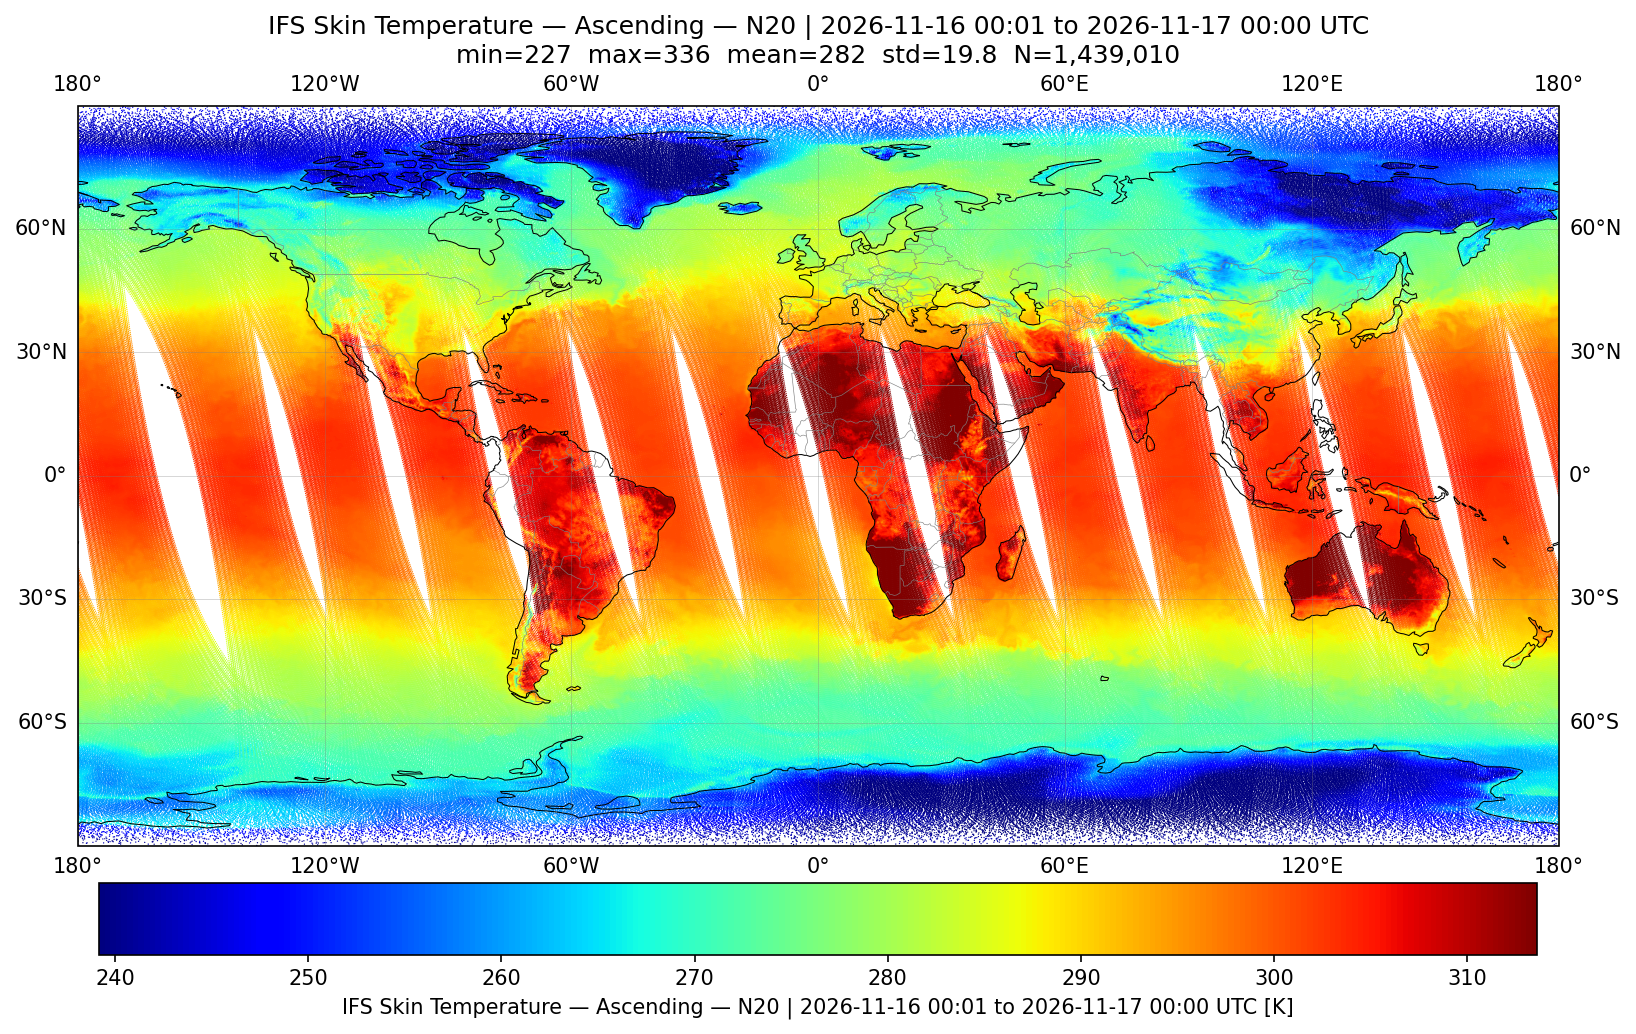 IFS Skin Temperature — Ascending — N20 | 2026-11-16 00:01 to 2026-11-17 00:00 UTC
min=227 max=336 mean=282 std=19.8 N=1,439,010
180° 120°W 60°W 0° 60°E 120°E 180°
60°N 60°N
30°N 30°N
0° 0°
30°S 30°S
60°S 60°S
180° 120°W 60°W 0° 60°E 120°E 180°
240 250 260 270 280 290 300 310
IFS Skin Temperature — Ascending — N20 | 2026-11-16 00:01 to 2026-11-17 00:00 UTC [K]